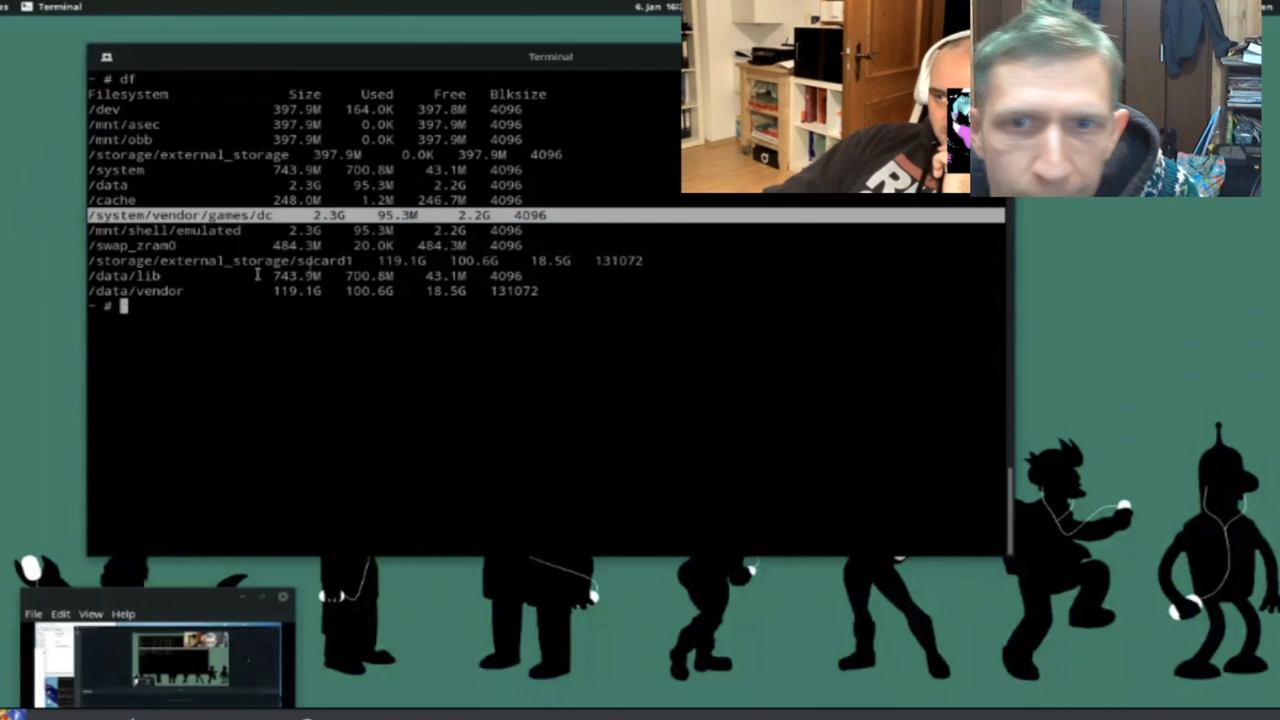 Terminal
6. Jan
en
Terminal
~ # df
Filesystem Size Used Free Blksize
/dev 397.9M 164.0K 397.8M 4096
/mnt/asec 397.9M 0.0K 397.9M 4096
/mnt/obb 397.9M 0.0K 397.9M 4096
/storage/external_storage 397.9M 0.0K 397.9M 4096
/system 743.9M 700.8M 43.1M 4096
/data 2.3G 95.3M 2.2G 4096
/cache 248.0M 1.2M 246.7M 4096
/system/vendor/games/dc 2.3G 95.3M 2.2G 4096
/mnt/shell/emulated 2.3G 95.3M 2.2G 4096
/swap_zram0 484.3M 20.0K 484.3M 4096
/storage/external_storage/sdcard1 119.1G 100.6G 18.5G 131072
/data/lib 743.9M 700.8M 43.1M 4096
/data/vendor 119.1G 100.6G 18.5G 131072
~ #
File Edit View Help